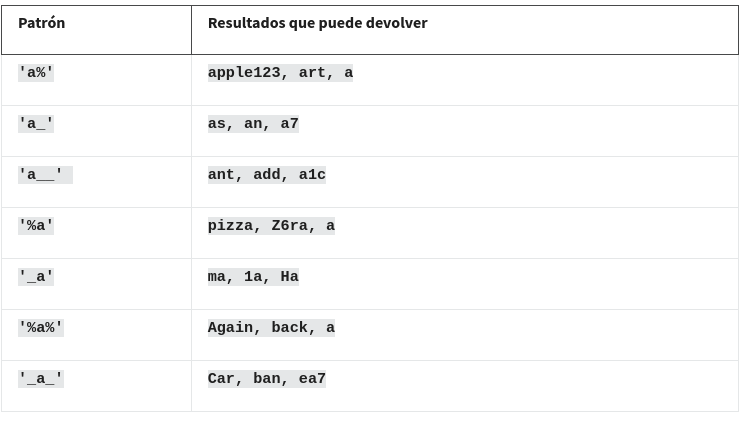 Patrón Resultados que puede devolver
'a%' apple123, art, a
'a_' as, an, a7
'a__' ant, add, a1c
'%a' pizza, Z6ra, a
'_a' ma, 1a, Ha
'%a%' Again, back, a
'_a_' Car, ban, ea7